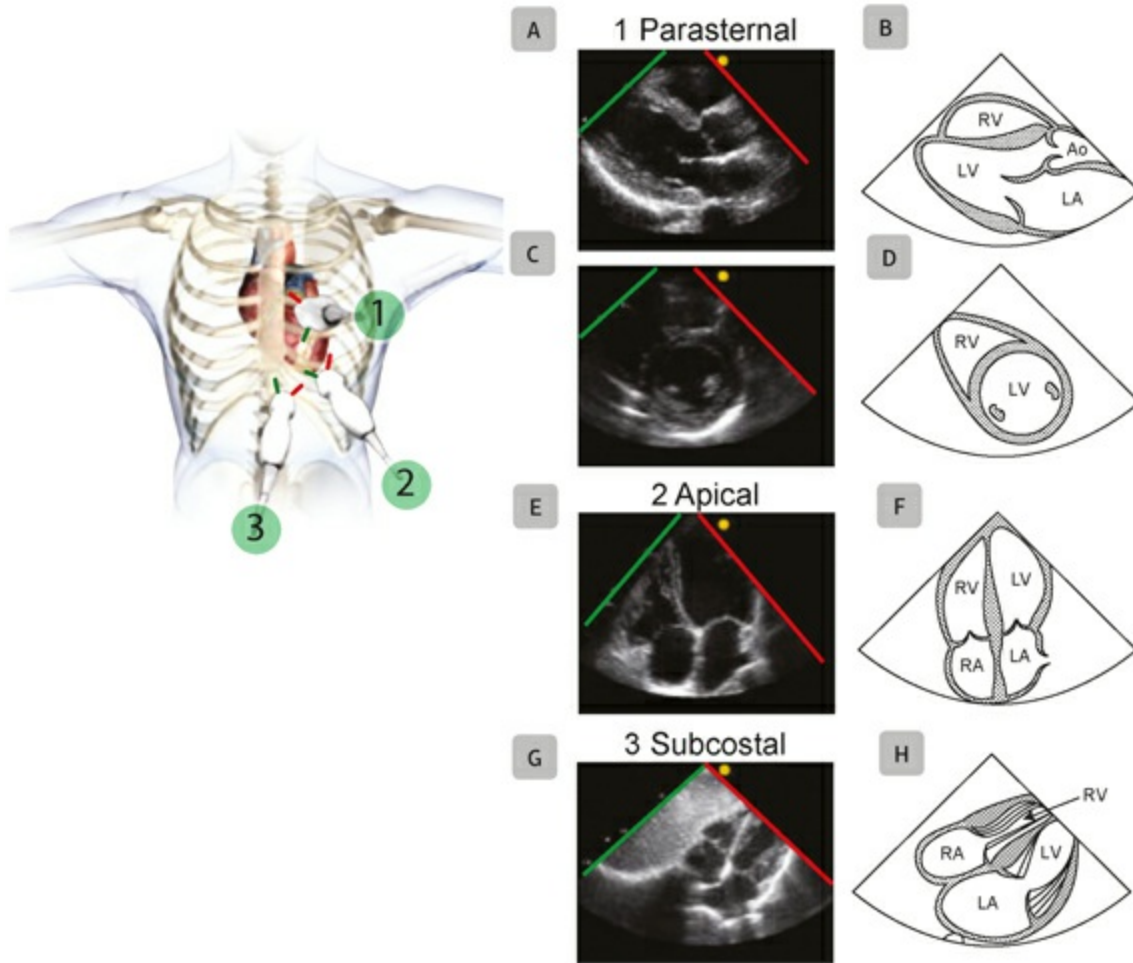 A
1 Parasternal
B
RV
Ao
LV
LA
C
D
RV
LV
1
2
3
E
2 Apical
F
RV
LV
RA
LA
G
3 Subcostal
H
RV
RA
LV
LA